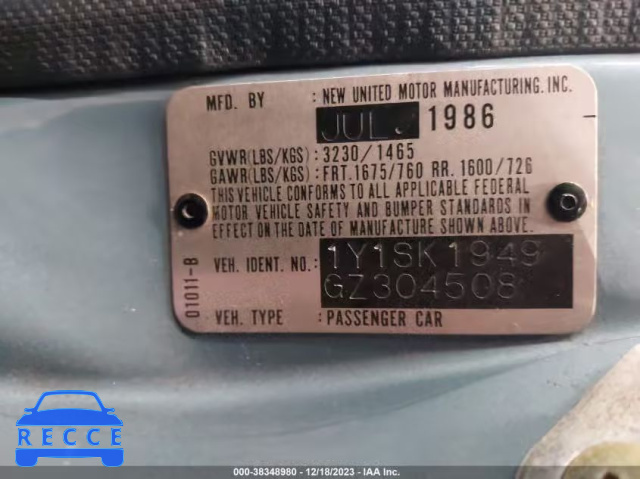 MFD. BY : NEW UNITED MOTOR MANUFACTURING. INC.
JUL. 1986
GVWR(LBS/KGS) : 3230/1465
GAWR(LBS/KGS) : FRT.1675/760 RR. 1600/726
THIS VEHICLE CONFORMS TO ALL APPLICABLE FEDERAL
MOTOR VEHICLE SAFETY AND BUMPER STANDARDS IN
EFFECT ON THE DATE OF MANUFACTURE SHOWN ABOVE.
01011-B
VEH. IDENT. NO. : 1Y1SK1949
GZ304508
VEH. TYPE : PASSENGER CAR
RECCE
000-38348980 - 12/18/2023 - IAA Inc.